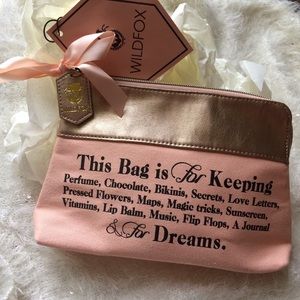 WILDFOX
This Bag is For Keeping
Perfume, Chocolate, Bikinis, Secrets, Love Letters,
Pressed Flowers, Maps, Magic tricks, Sunscreen,
Vitamins, Lip Balm, Music, Flip Flops, A Journal
& For Dreams.